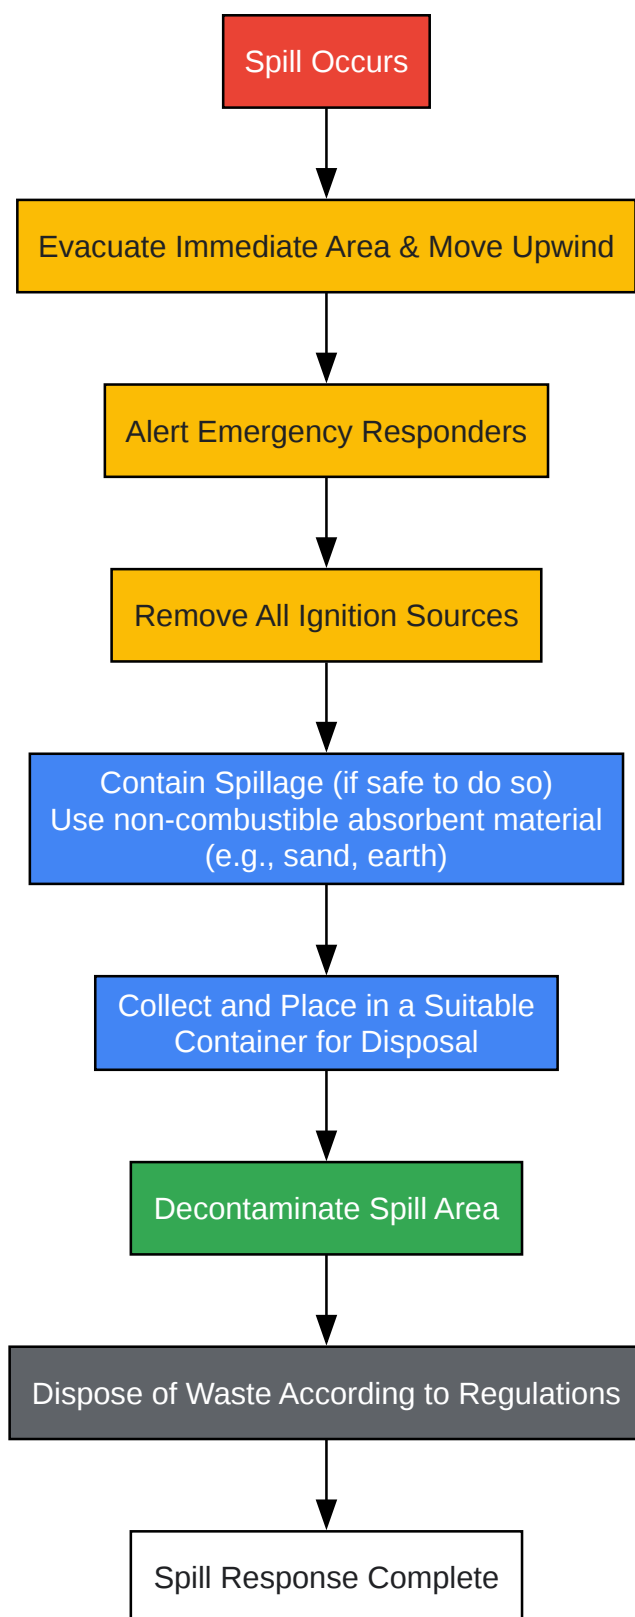 Spill Occurs
Evacuate Immediate Area & Move Upwind
Alert Emergency Responders
Remove All Ignition Sources
Contain Spillage (if safe to do so)
Use non-combustible absorbent material
(e.g., sand, earth)
Collect and Place in a Suitable
Container for Disposal
Decontaminate Spill Area
Dispose of Waste According to Regulations
Spill Response Complete